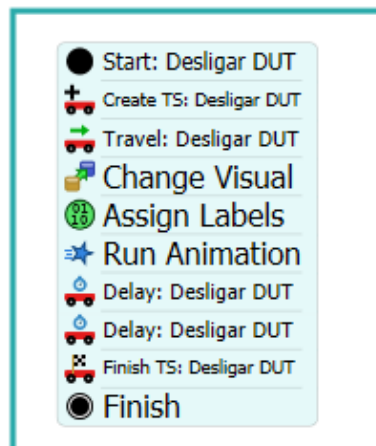 Start: Desligar DUT
Create TS: Desligar DUT
Travel: Desligar DUT
Change Visual
Assign Labels
Run Animation
Delay: Desligar DUT
Delay: Desligar DUT
Finish TS: Desligar DUT
Finish